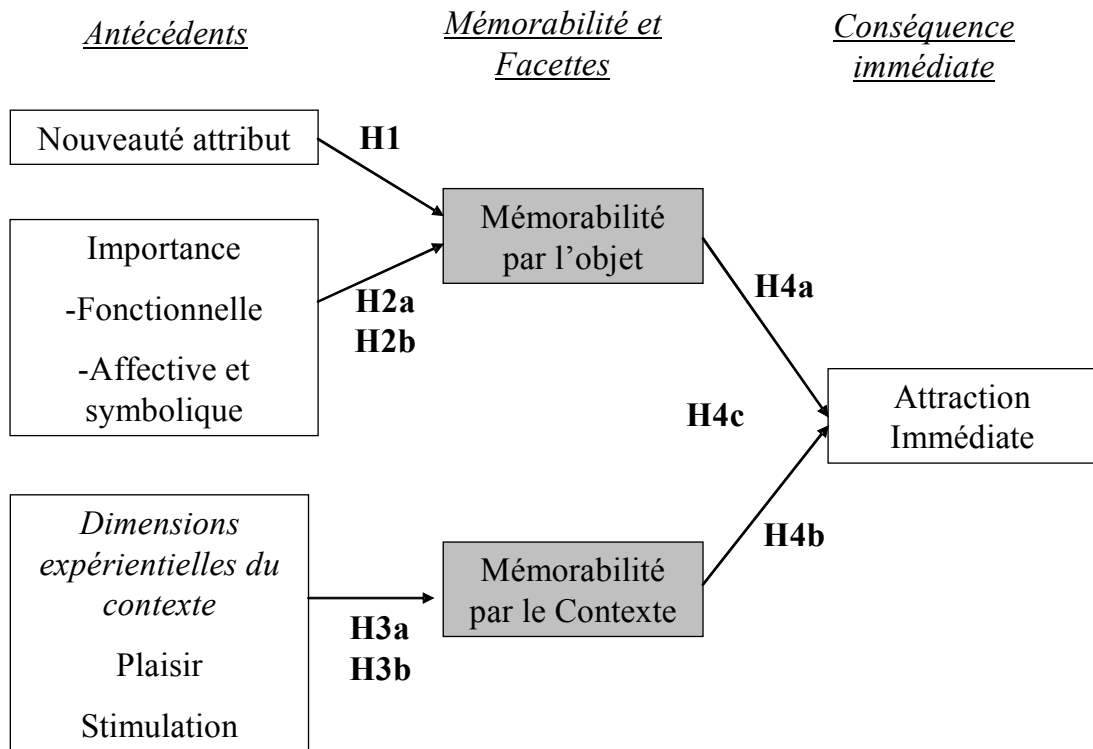 Antécédents
Mémorabilité et
Facettes
Conséquence
immédiate
Nouveauté attribut
H1
Importance
-Fonctionnelle
-Affective et
symbolique
H2a
H2b
Mémorabilité
par l’objet
H4a
H4c
Attraction
Immédiate
Dimensions
expérientielles du
contexte
Plaisir
Stimulation
H3a
H3b
Mémorabilité
par le Contexte
H4b